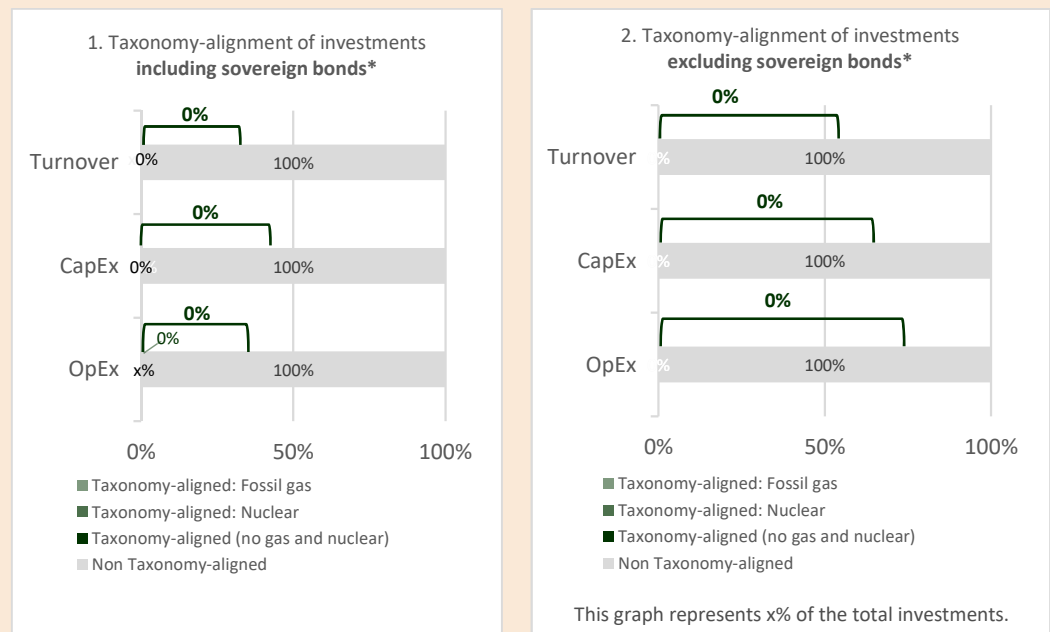 1. Taxonomy-alignment of investments
including sovereign bonds*
0%
Turnover
0%
100%
0%
CapEx
0%
100%
0%
0%
OpEx
x%
100%
0%
50%
100%
Taxonomy-aligned: Fossil gas
Taxonomy-aligned: Nuclear
Taxonomy-aligned (no gas and nuclear)
Non Taxonomy-aligned
2. Taxonomy-alignment of investments
excluding sovereign bonds*
0%
Turnover
%
100%
0%
CapEx
%
100%
0%
OpEx
%
100%
0%
50%
100%
Taxonomy-aligned: Fossil gas
Taxonomy-aligned: Nuclear
Taxonomy-aligned (no gas and nuclear)
Non Taxonomy-aligned
This graph represents x% of the total investments.